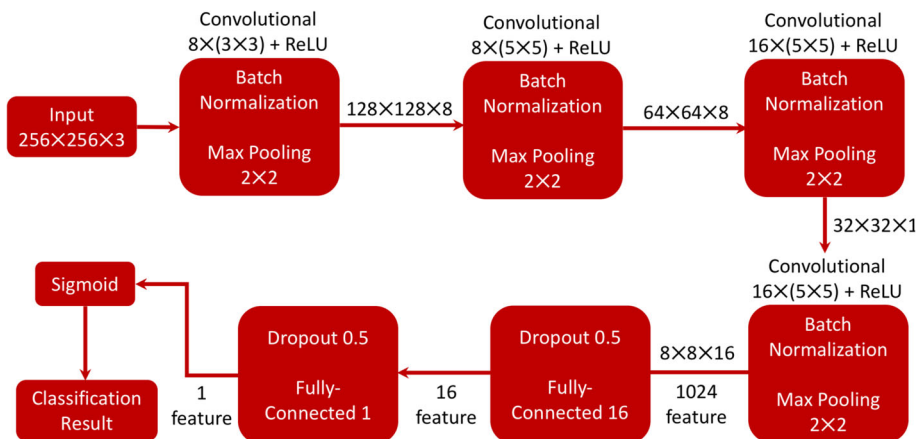 Convolutional
8×(3×3) + ReLU
Convolutional
8×(5×5) + ReLU
Convolutional
16×(5×5) + ReLU
Input
256×256×3
Batch
Normalization
Max Pooling
2×2
128×128×8
Batch
Normalization
Max Pooling
2×2
64×64×8
Batch
Normalization
Max Pooling
2×2
32×32×1
Convolutional
16×(5×5) + ReLU
Sigmoid
Classification
Result
1
feature
Dropout 0.5
Fully-
Connected 1
16
feature
Dropout 0.5
Fully-
Connected 16
8×8×16
1024
feature
Batch
Normalization
Max Pooling
2×2